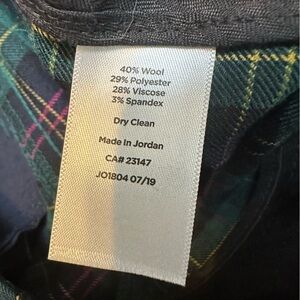 40% Wool
29% Polyester
28% Viscose
3% Spandex
Dry Clean
Made In Jordan
CA# 23147
JO1804 07/19